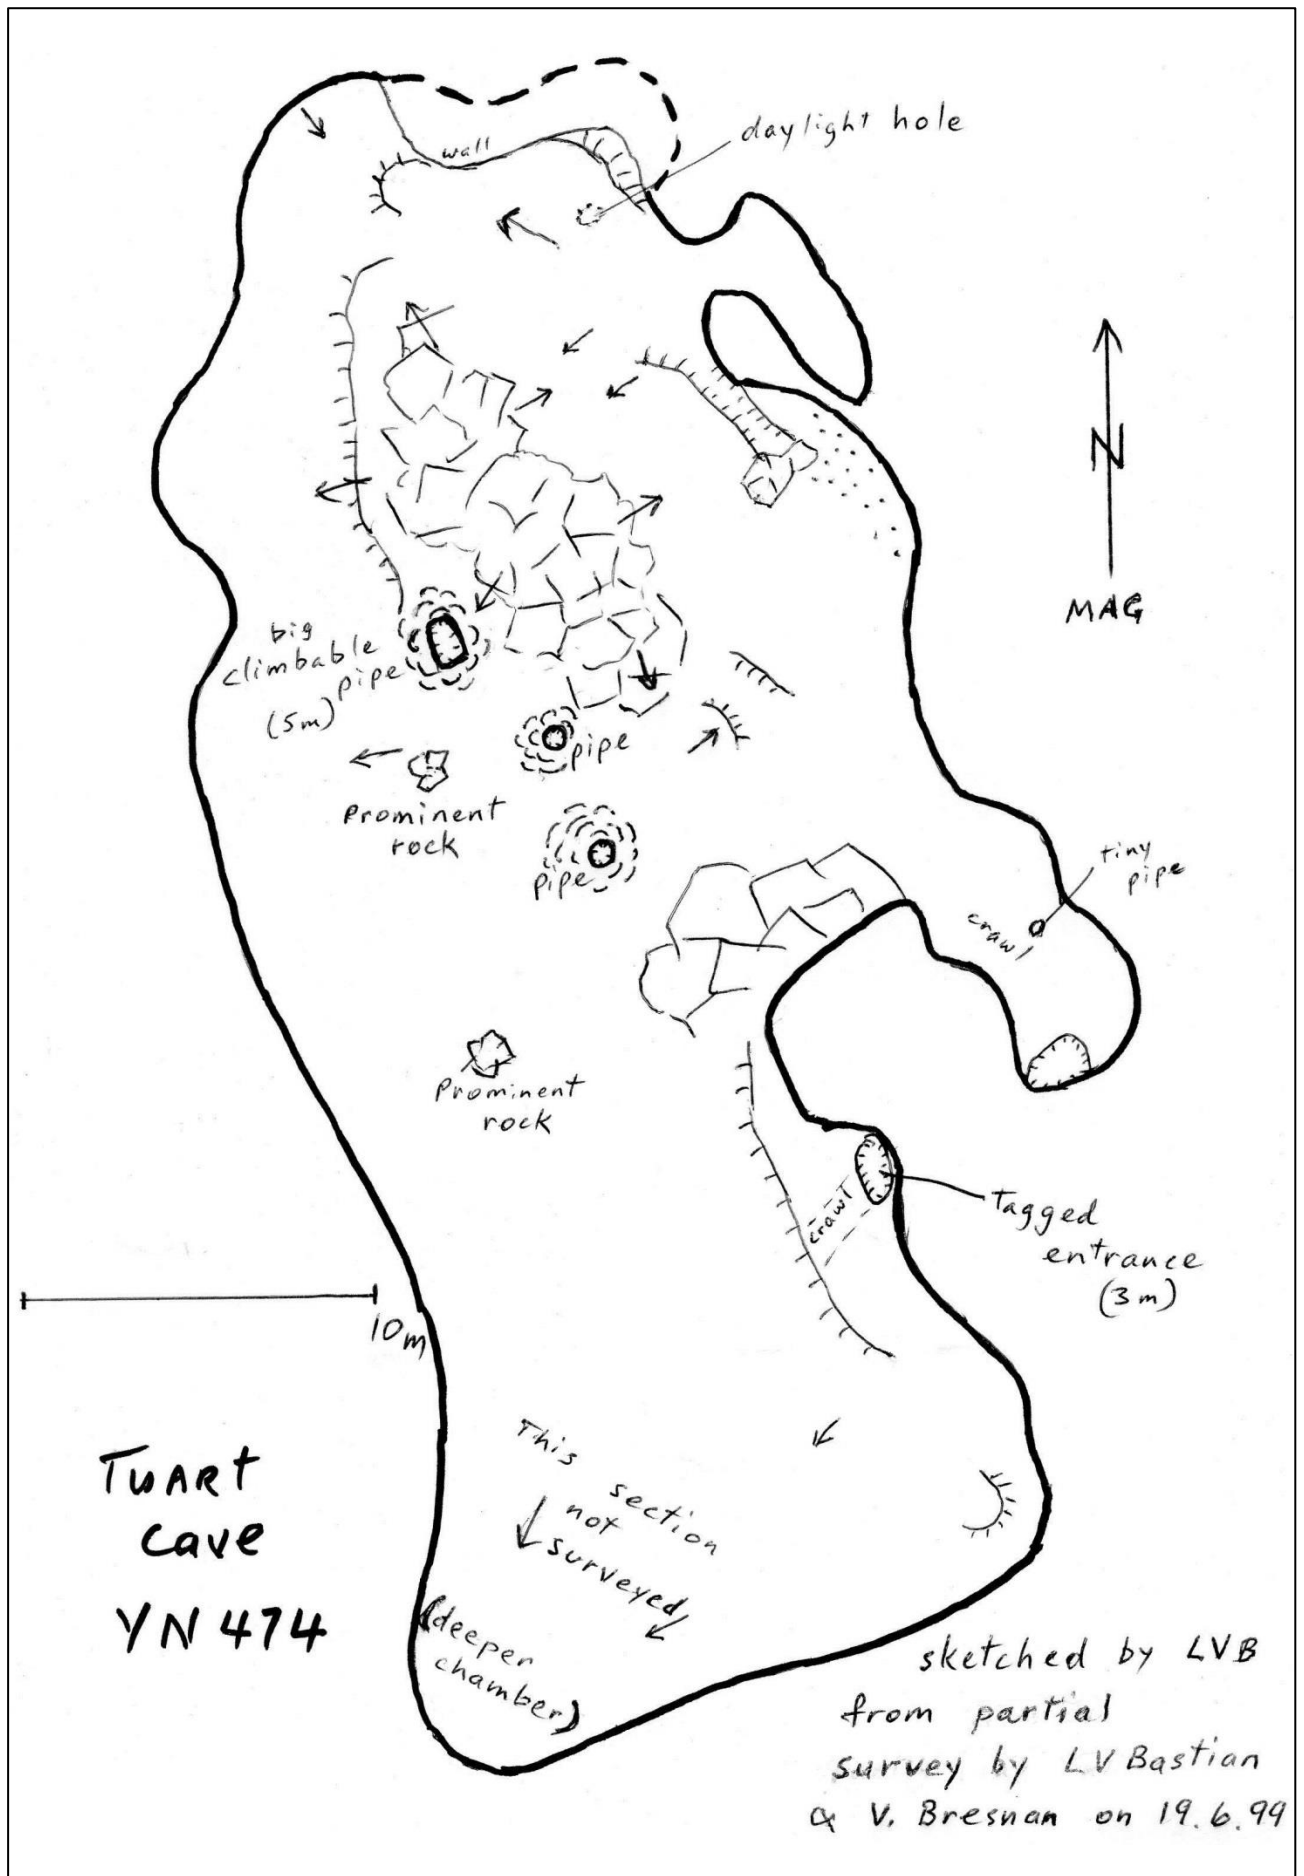 wall
daylight hole
N
MAG
big
climbable
pipe
(5m)
pipe
Prominent
rock
pipe
tiny
pipe
crawl
Prominent
rock
crawl
Tagged
entrance
(3m)
10m
This section
not
surveyed
(deeper
chamber)
TUART
Cave
YN 474
sketched by LVB
from partial
survey by LV Bastian
& V. Bresnan on 19.6.99